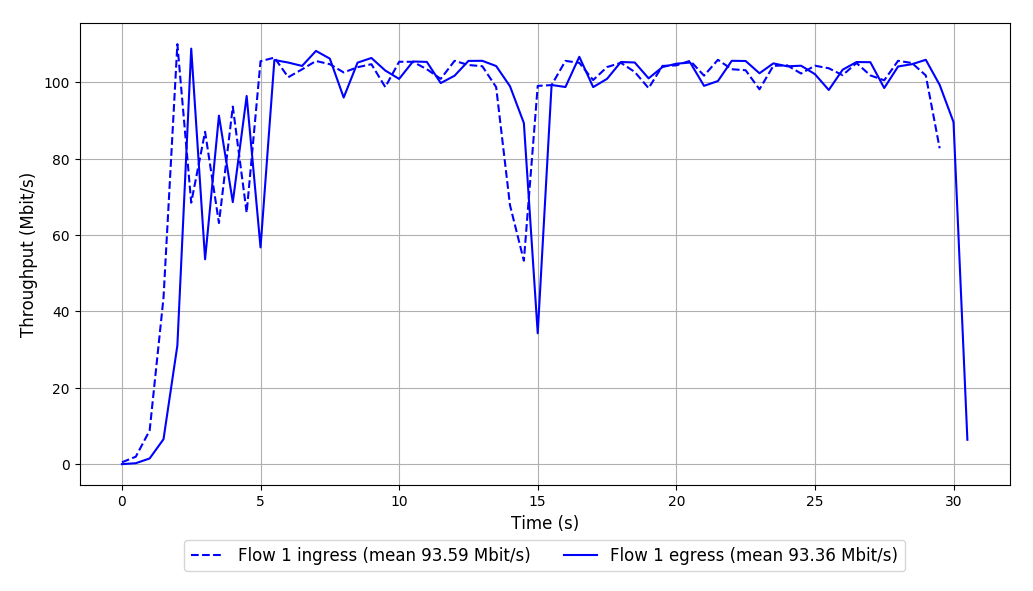 Throughput (Mbit/s)
100
80
60
40
20
0
0 5 10 15 20 25 30
Time (s)
Flow 1 ingress (mean 93.59 Mbit/s) Flow 1 egress (mean 93.36 Mbit/s)